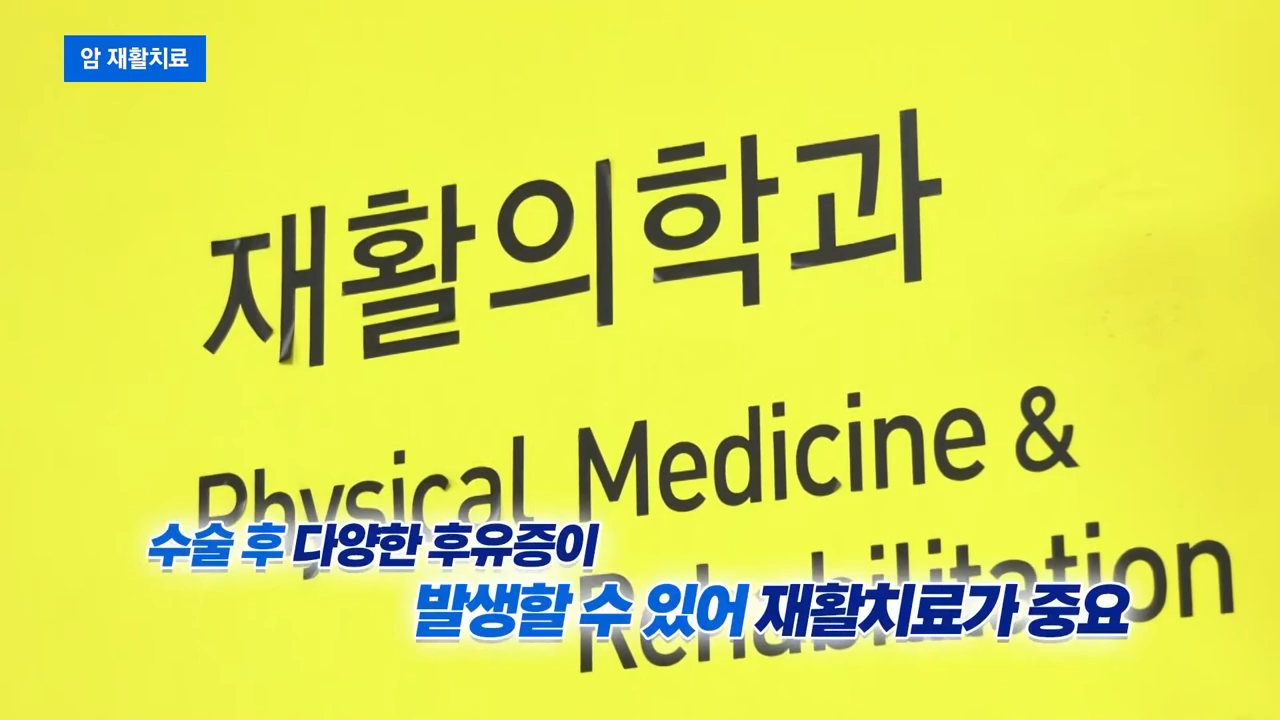 암 재활치료
재활의학과
Physical Medicine &
Rehabilitation
수술 후 다양한 후유증이
발생할 수 있어 재활치료가 중요